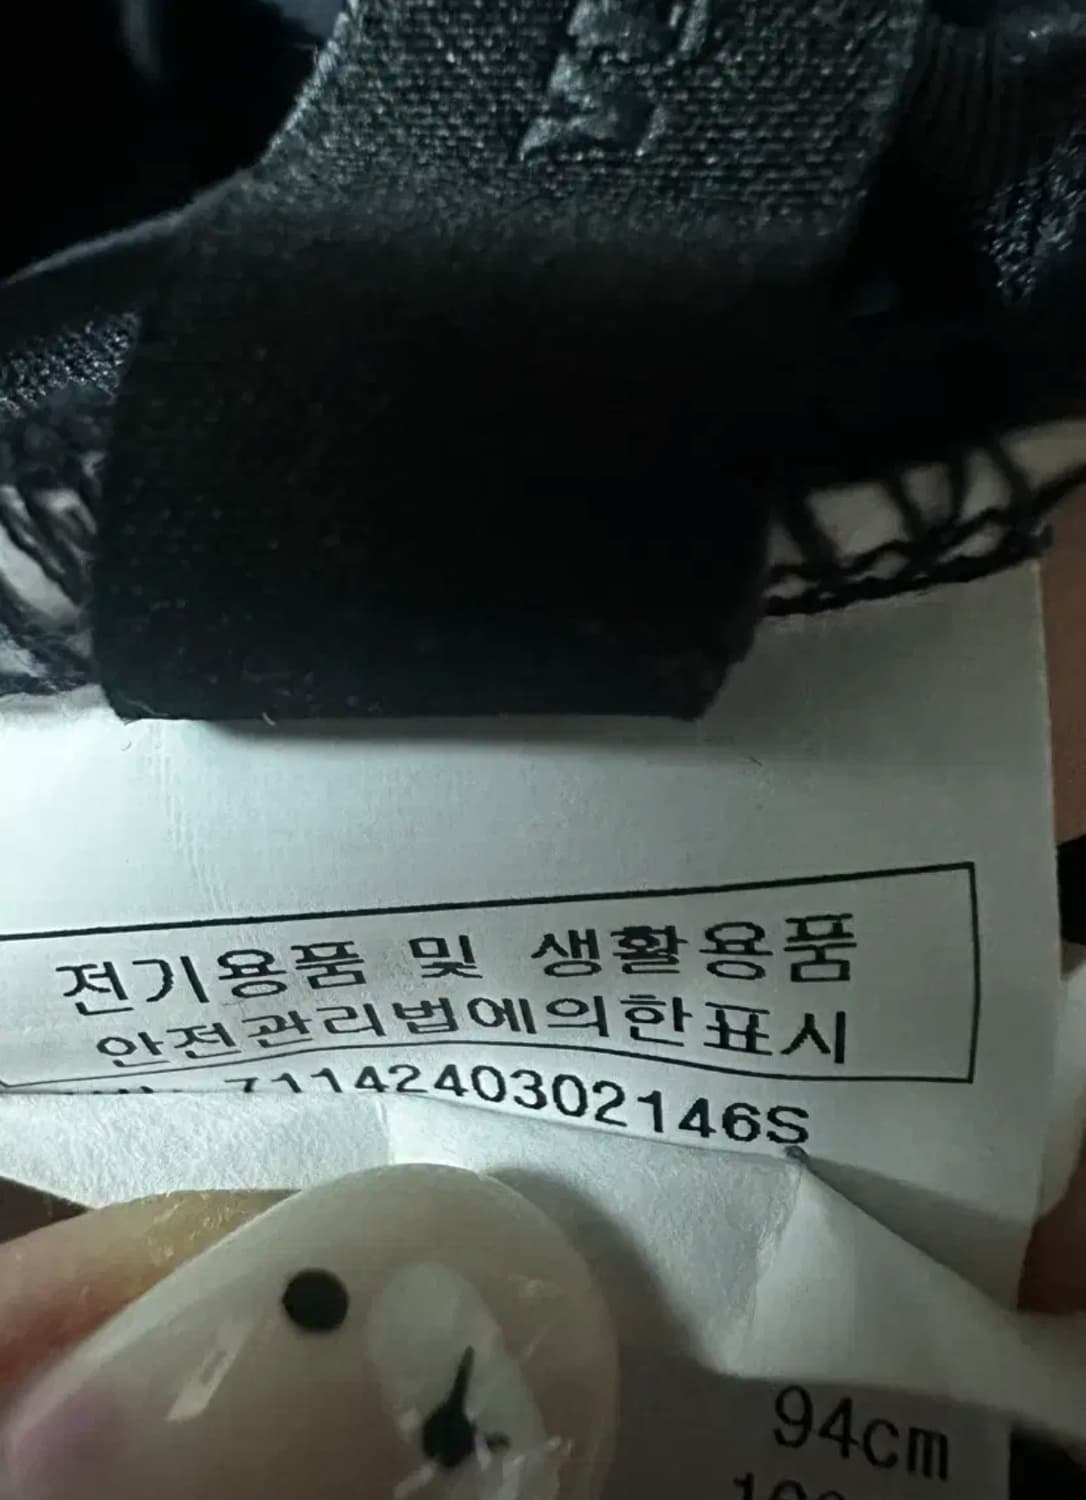 전기용품 및 생활용품
안전관리법에의한표시
7114240302146S
94cm